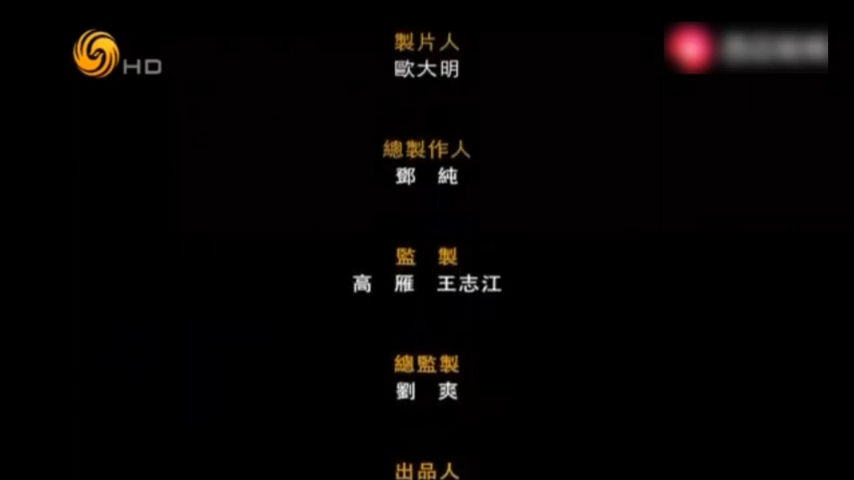 HD
製片人
歐大明
總製作人
鄧 純
監 製
高 雁 王志江
總監製
劉 爽
出品人